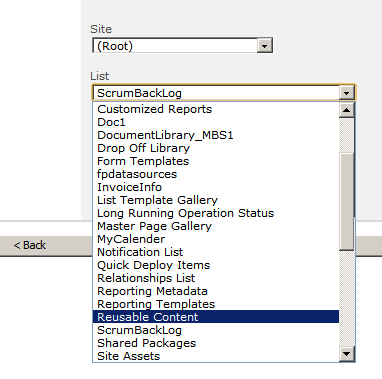 Site
(Root)
List
ScrumBackLog
Customized Reports
Doc1
DocumentLibrary_MBS1
Drop Off Library
Form Templates
fpdatasources
InvoiceInfo
List Template Gallery
Long Running Operation Status
Master Page Gallery
MyCalender
Notification List
Quick Deploy Items
Relationships List
Reporting Metadata
Reporting Templates
Reusable Content
ScrumBackLog
Shared Packages
Site Assets
< Back